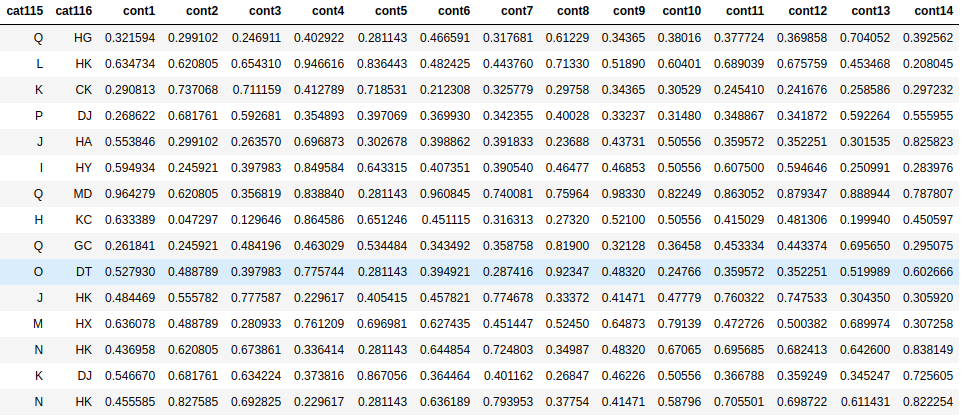 cat115 cat116 cont1 cont2 cont3 cont4 cont5 cont6 cont7 cont8 cont9 cont10 cont11 cont12 cont13 cont14
Q HG 0.321594 0.299102 0.246911 0.402922 0.281143 0.466591 0.317681 0.61229 0.34365 0.38016 0.377724 0.369858 0.704052 0.392562
L HK 0.634734 0.620805 0.654310 0.946616 0.836443 0.482425 0.443760 0.71330 0.51890 0.60401 0.689039 0.675759 0.453468 0.208045
K CK 0.290813 0.737068 0.711159 0.412789 0.718531 0.212308 0.325779 0.29758 0.34365 0.30529 0.245410 0.241676 0.258586 0.297232
P DJ 0.268622 0.681761 0.592681 0.354893 0.397069 0.369930 0.342355 0.40028 0.33237 0.31480 0.348867 0.341872 0.592264 0.555955
J HA 0.553846 0.299102 0.263570 0.696873 0.302678 0.398862 0.391833 0.23688 0.43731 0.50556 0.359572 0.352251 0.301535 0.825823
I HY 0.594934 0.245921 0.397983 0.849584 0.643315 0.407351 0.390540 0.46477 0.46853 0.50556 0.607500 0.594646 0.250991 0.283976
Q MD 0.964279 0.620805 0.356819 0.838840 0.281143 0.960845 0.740081 0.75964 0.98330 0.82249 0.863052 0.879347 0.888944 0.787807
H KC 0.633389 0.047297 0.129646 0.864586 0.651246 0.451115 0.316313 0.27320 0.52100 0.50556 0.415029 0.481306 0.199940 0.450597
Q GC 0.261841 0.245921 0.484196 0.463029 0.534484 0.343492 0.358758 0.81900 0.32128 0.36458 0.453334 0.443374 0.695650 0.295075
O DT 0.527930 0.488789 0.397983 0.775744 0.281143 0.394921 0.287416 0.92347 0.48320 0.24766 0.359572 0.352251 0.519989 0.602666
J HK 0.484469 0.555782 0.777587 0.229617 0.405415 0.457821 0.774678 0.33372 0.41471 0.47779 0.760322 0.747533 0.304350 0.305920
M HX 0.636078 0.488789 0.280933 0.761209 0.696981 0.627435 0.451447 0.52450 0.64873 0.79139 0.472726 0.500382 0.689974 0.307258
N HK 0.436958 0.620805 0.673861 0.336414 0.281143 0.644854 0.724803 0.34987 0.48320 0.67065 0.695685 0.682413 0.642600 0.838149
K DJ 0.546670 0.681761 0.634224 0.373816 0.867056 0.364464 0.401162 0.26847 0.46226 0.50556 0.366788 0.359249 0.345247 0.725605
N HK 0.455585 0.827585 0.692825 0.229617 0.281143 0.636189 0.793953 0.37754 0.41471 0.58796 0.705501 0.698722 0.611431 0.822254